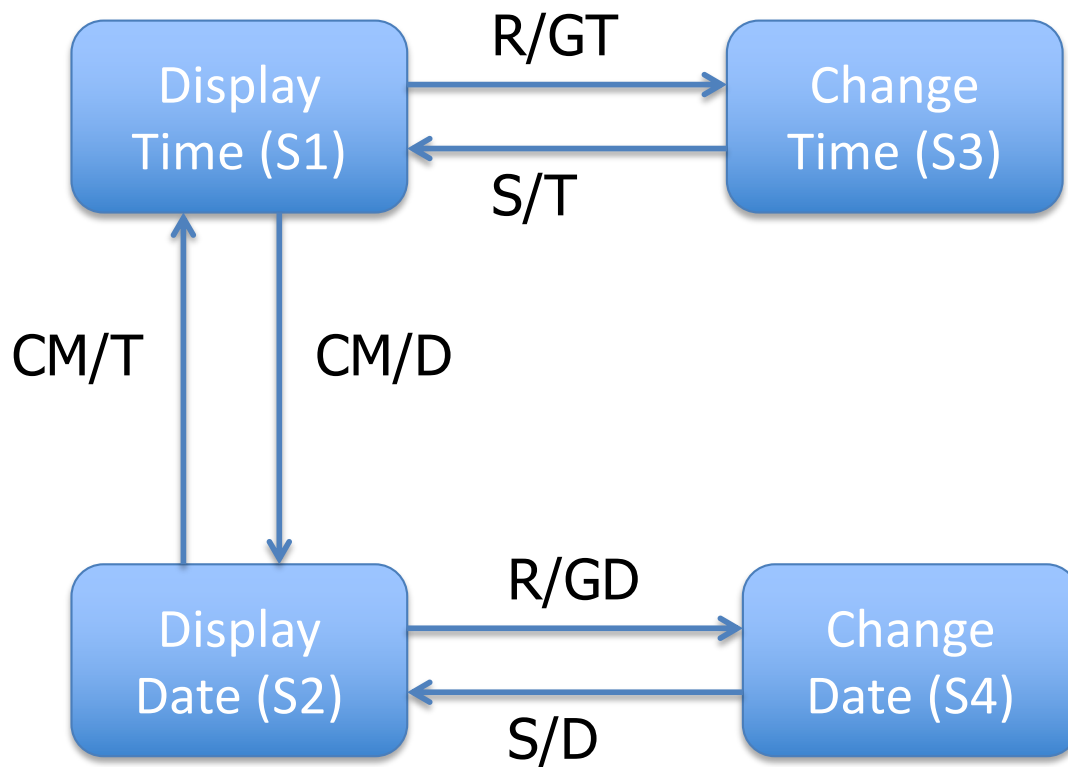 R/GT
Display
Time (S1)
Change
Time (S3)
S/T
CM/T
CM/D
R/GD
Display
Date (S2)
Change
Date (S4)
S/D